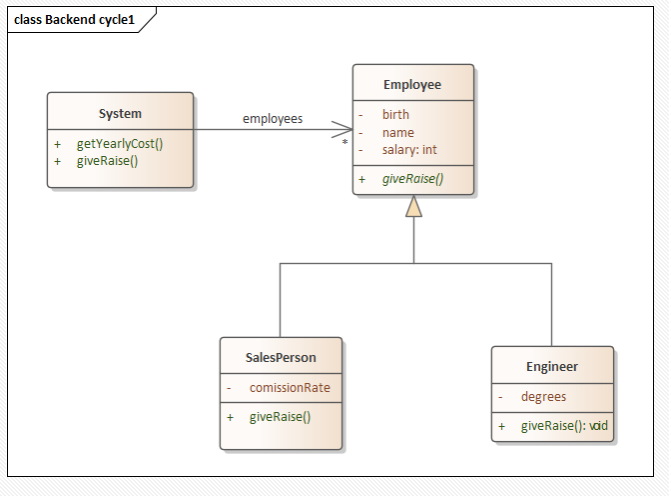 class Backend cycle1
System
+ getYearlyCost()
+ giveRaise()
employees
*
Employee
- birth
- name
- salary: int
+ giveRaise()
SalesPerson
- comissionRate
+ giveRaise()
Engineer
- degrees
+ giveRaise(): void